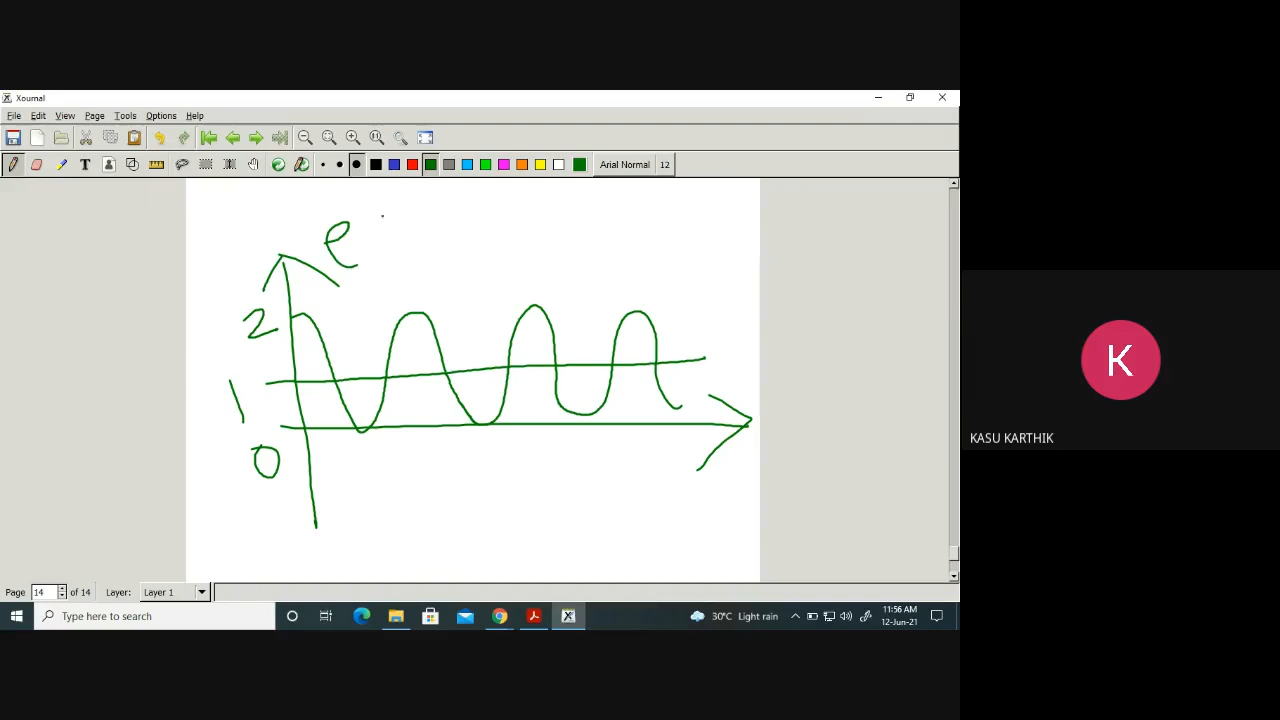 Xournal
File Edit View Page Tools Options Help
T Arial Normal 12
e
2
1
0
K
KASU KARTHIK
Page 14 of 14 Layer: Layer 1
Type here to search 30°C Light rain 11:56 AM
12-Jun-21